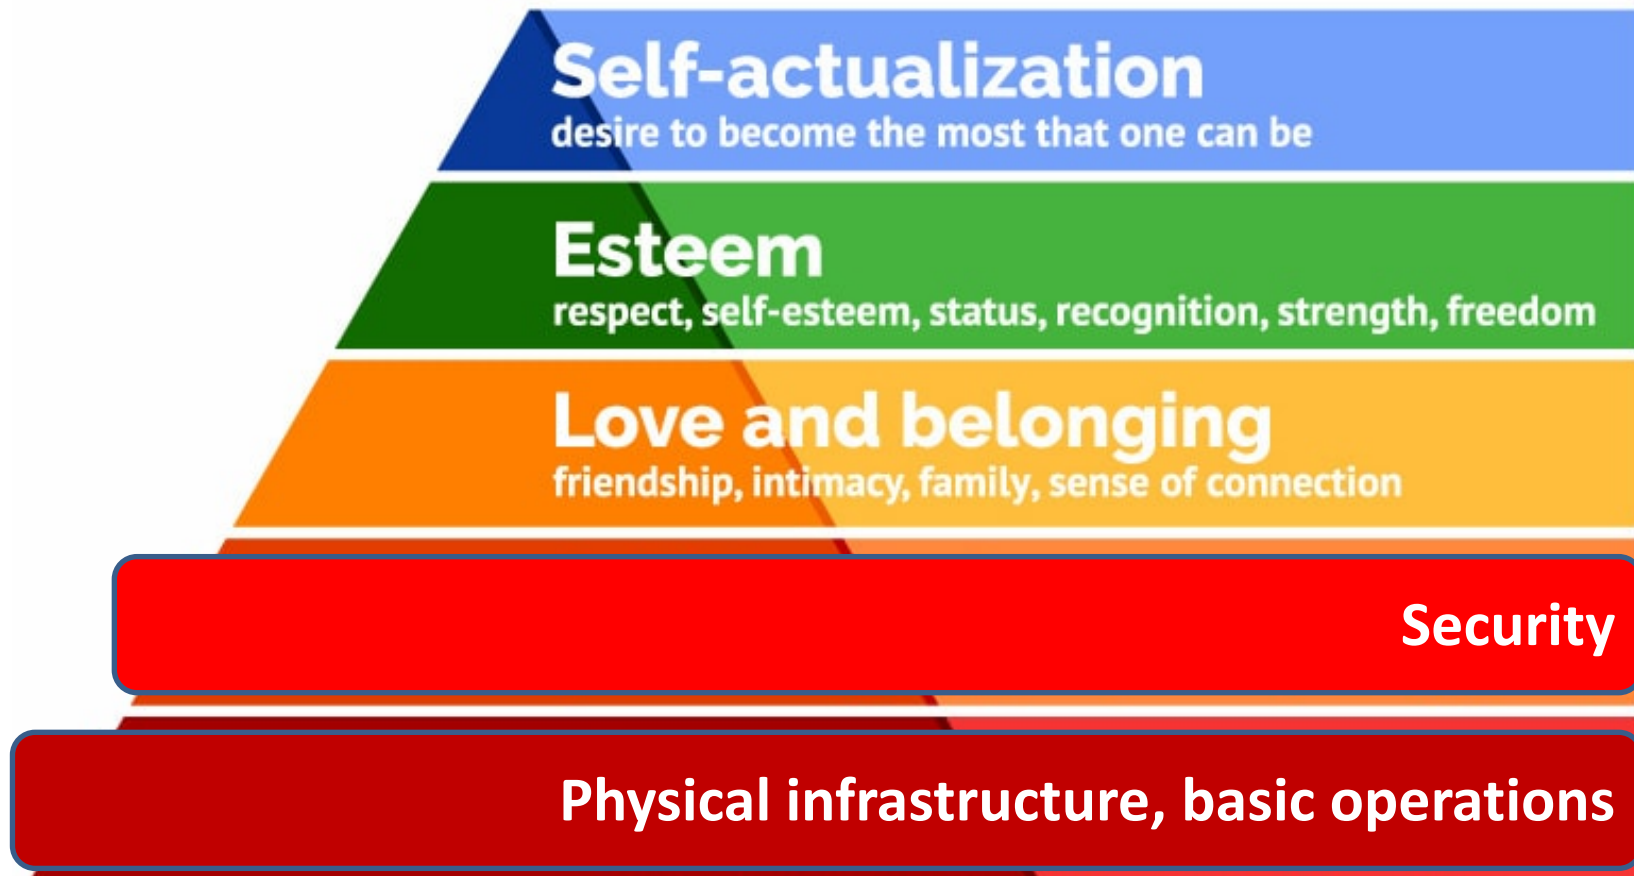 Self-actualization
desire to become the most that one can be
Esteem
respect, self-esteem, status, recognition, strength, freedom
Love and belonging
friendship, intimacy, family, sense of connection
Security
Physical infrastructure, basic operations